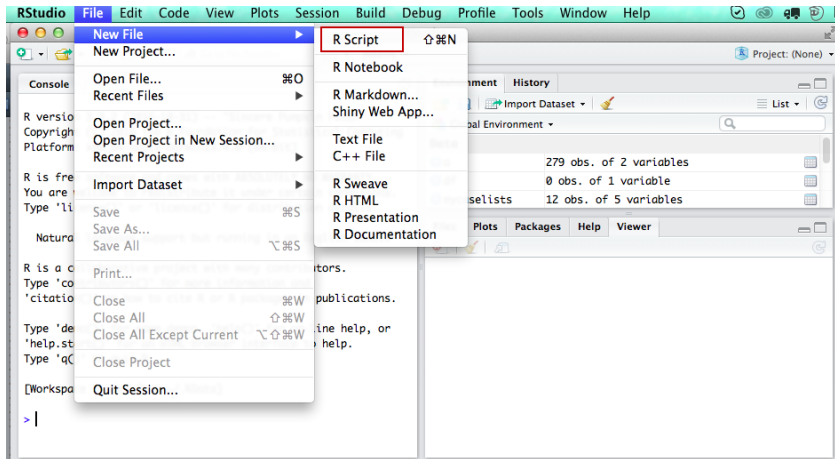 RStudio File Edit Code View Plots Session Build Debug Profile Tools Window Help
New File
New Project...
Open File... ⌘O
Recent Files
Open Project...
Open Project in New Session...
Recent Projects
Import Dataset
Save ⌘S
Save As...
Save All ⌥⌘S
Print...
Close ⌘W
Close All ⇧⌘W
Close All Except Current ⌥⇧⌘W
Close Project
Quit Session...
R Script ⇧⌘N
R Notebook
R Markdown...
Shiny Web App...
Text File
C++ File
R Sweave
R HTML
R Presentation
R Documentation
Project: (None)
Console
R versio
Copyrigh
Platform
R is fre
You are
Type 'li
Natura
R is a c tors.
Type 'co
'citatio publications.
Type 'de ine help, or
'help.st help.
Type 'q(
[Workspa
>
nment History
Import Dataset
List
bal Environment
279 obs. of 2 variables
0 obs. of 1 variable
selists 12 obs. of 5 variables
Plots Packages Help Viewer